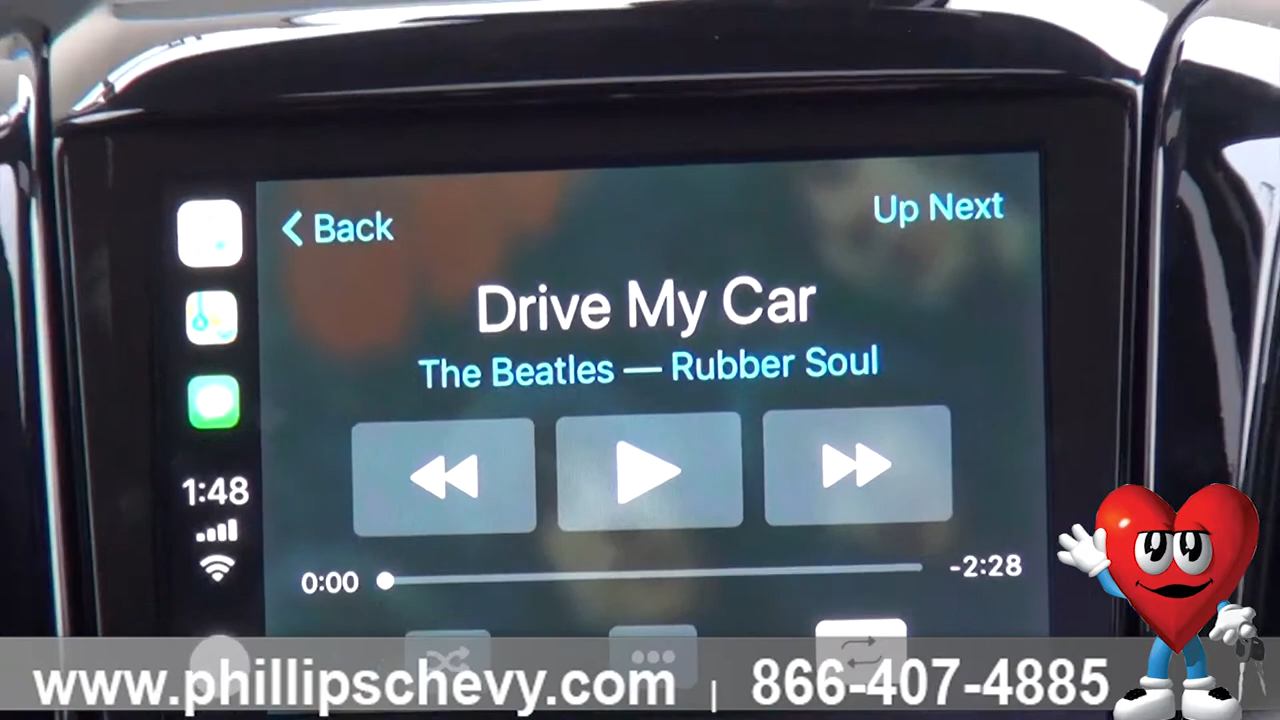 Back
Up Next
Drive My Car
The Beatles — Rubber Soul
1:48
0:00
-2:28
www.phillipschevy.com | 866-407-4885